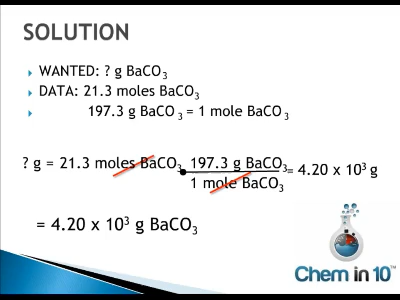 SOLUTION
WANTED: ? g BaCO₃
DATA: 21.3 moles BaCO₃
197.3 g BaCO₃ = 1 mole BaCO₃
? g = 21.3 moles BaCO₃ 197.3 g BaCO₃ = 4.20 x 10³ g
1 mole BaCO₃
= 4.20 x 10³ g BaCO₃
Chem in 10™